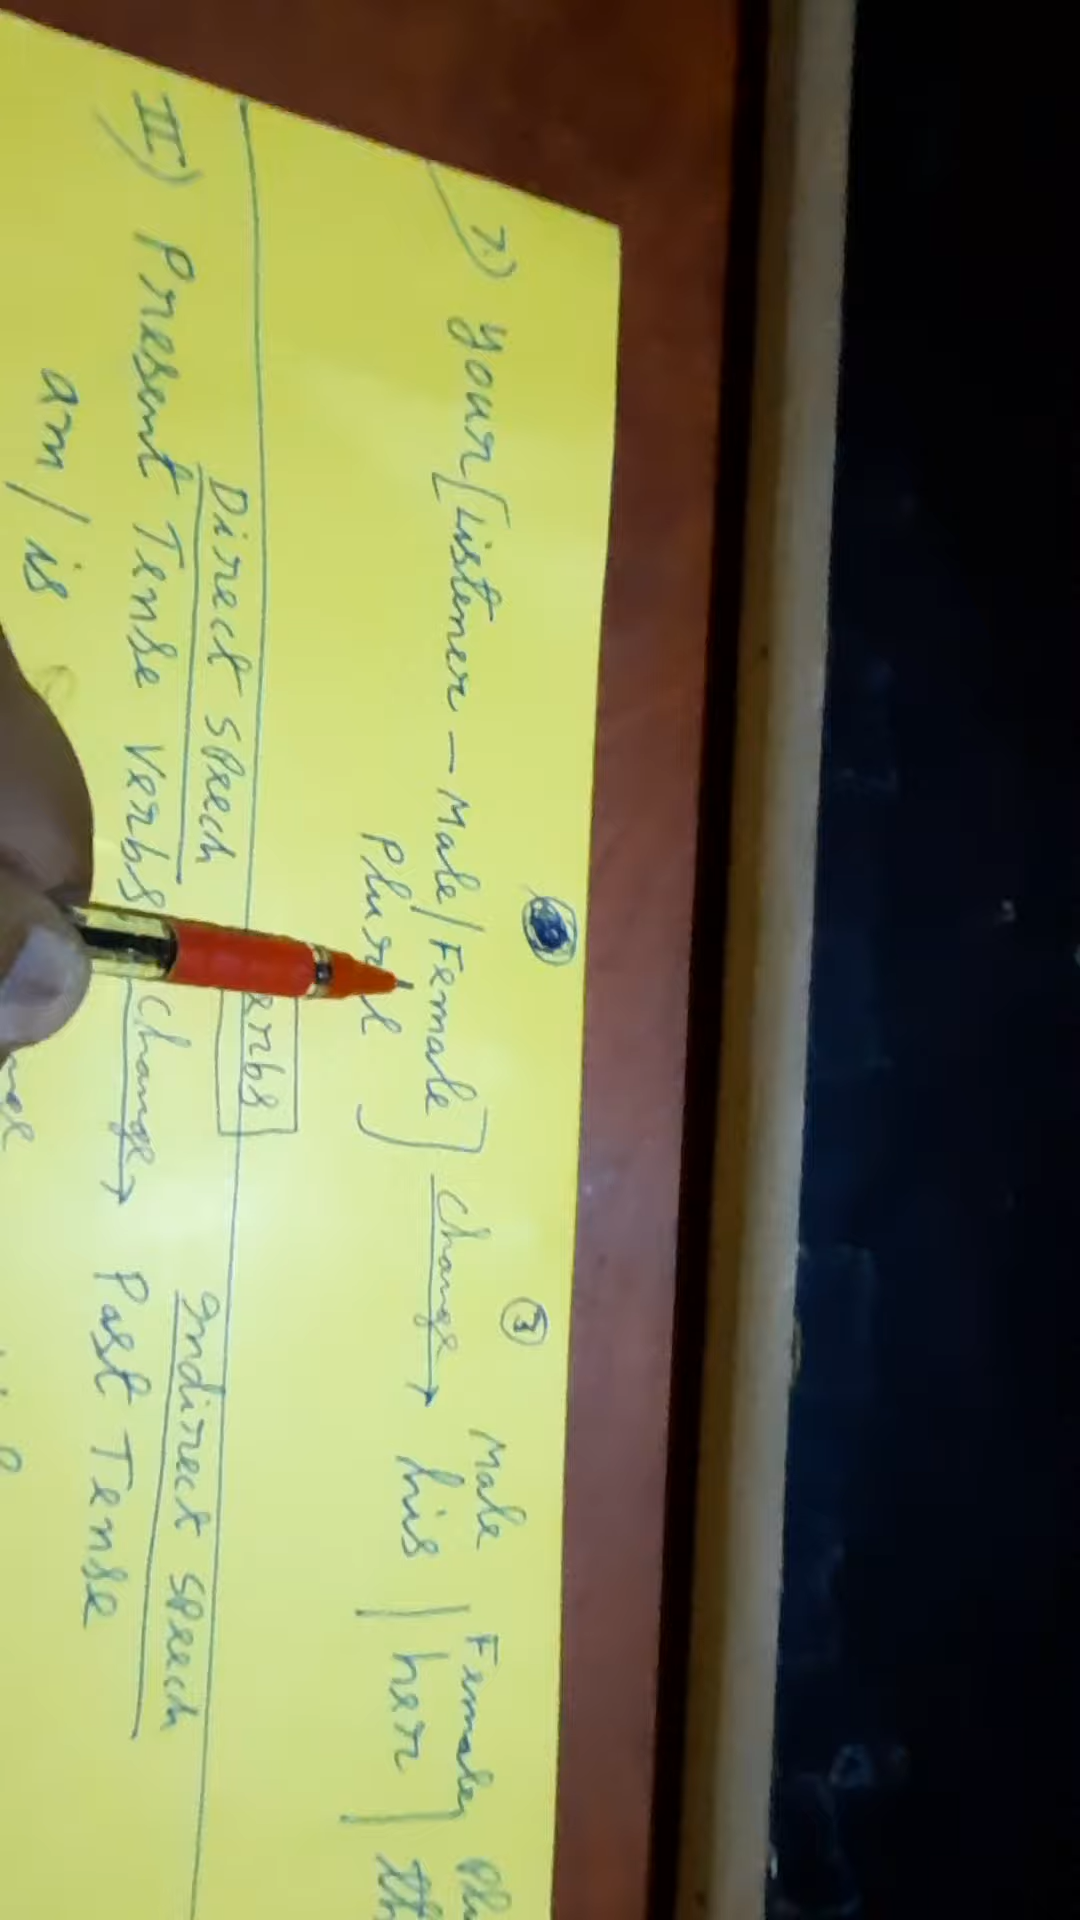 ③
Male Female
7.) your [Listener - Male/Female] change→ his | her |
Plural]
Direct speech Indirect speech
III) Present Tense Verbs change→ Past Tense
am / is